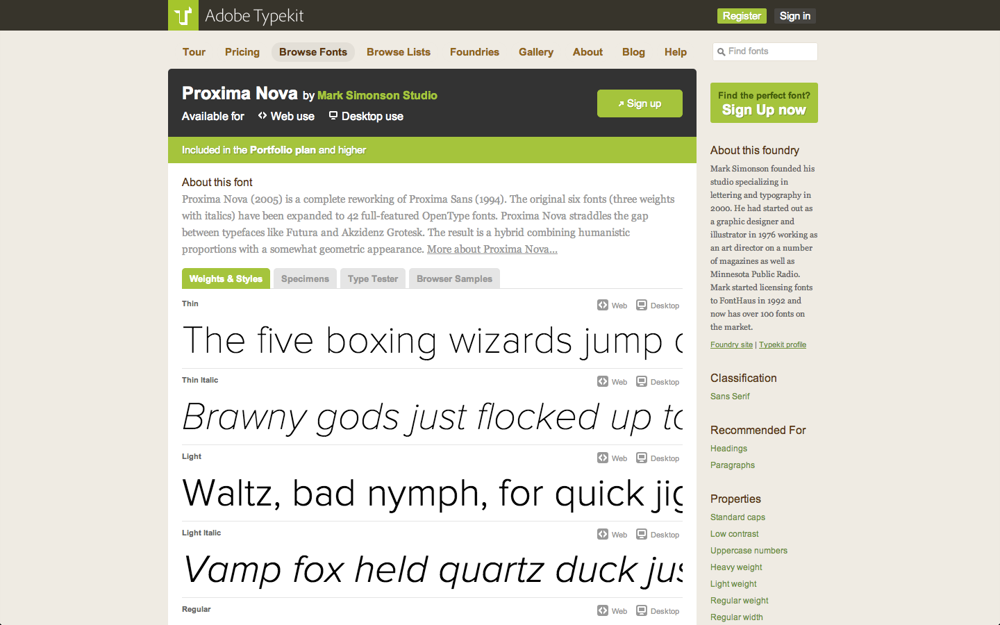 Adobe Typekit
Register Sign in
Tour Pricing Browse Fonts Browse Lists Foundries Gallery About Blog Help
Find fonts
Proxima Nova by Mark Simonson Studio
Available for Web use Desktop use
Sign up
Included in the Portfolio plan and higher
About this font
Proxima Nova (2005) is a complete reworking of Proxima Sans (1994). The original six fonts (three weights
with italics) have been expanded to 42 full-featured OpenType fonts. Proxima Nova straddles the gap
between typefaces like Futura and Akzidenz Grotesk. The result is a hybrid combining humanistic
proportions with a somewhat geometric appearance. More about Proxima Nova...
Weights & Styles Specimens Type Tester Browser Samples
Thin Web Desktop
The five boxing wizards jump
Thin Italic Web Desktop
Brawny gods just flocked up to
Light Web Desktop
Waltz, bad nymph, for quick jig
Light Italic Web Desktop
Vamp fox held quartz duck jus
Regular Web Desktop
Find the perfect font?
Sign Up now
About this foundry
Mark Simonson founded his
studio specializing in
lettering and typography in
2000. He had started out as
a graphic designer and
illustrator in 1976 working as
an art director on a number
of magazines as well as
Minnesota Public Radio.
Mark started licensing fonts
to FontHaus in 1992 and
now has over 100 fonts on
the market.
Foundry site | Typekit profile
Classification
Sans Serif
Recommended For
Headings
Paragraphs
Properties
Standard caps
Low contrast
Uppercase numbers
Heavy weight
Light weight
Regular weight
Regular width